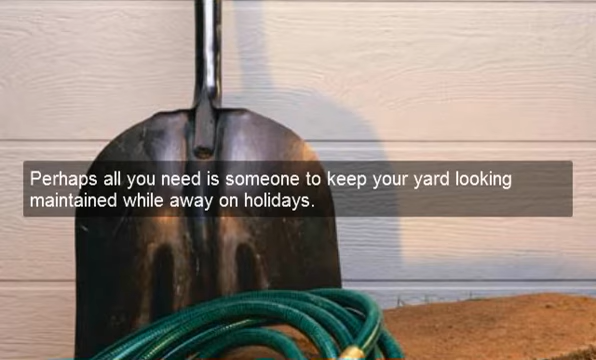 Perhaps all you need is someone to keep your yard looking
maintained while away on holidays.